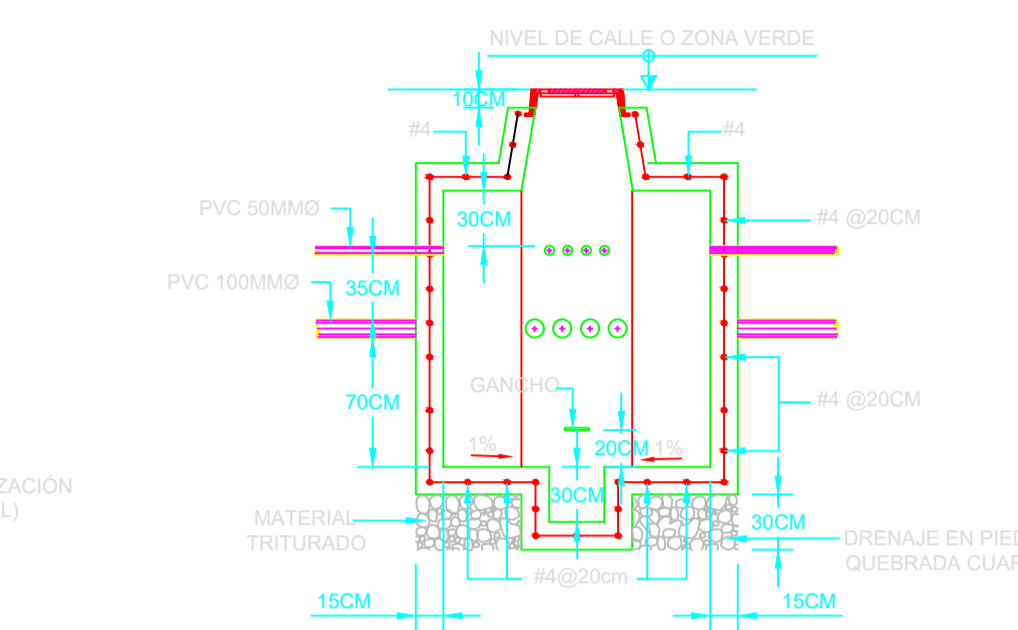 NIVEL DE CALLE O ZONA VERDE
10CM
#4
#4
PVC 50MMØ
30CM
#4 @20CM
PVC 100MMØ
35CM
GANCHO
70CM
#4 @20CM
1%
20CM
1%
ZACIÓN
L)
30CM
MATERIAL
TRITURADO
30CM
DRENAJE EN PIED
QUEBRADA CUAR
#4@20cm
15CM
15CM